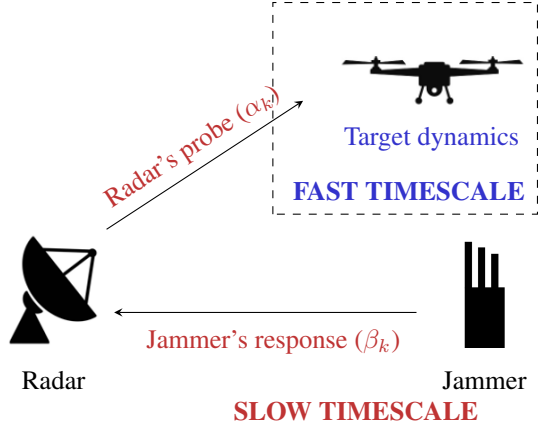 Radar's probe (α_k)
Target dynamics
FAST TIMESCALE
Jammer's response (β_k)
Radar
Jammer
SLOW TIMESCALE